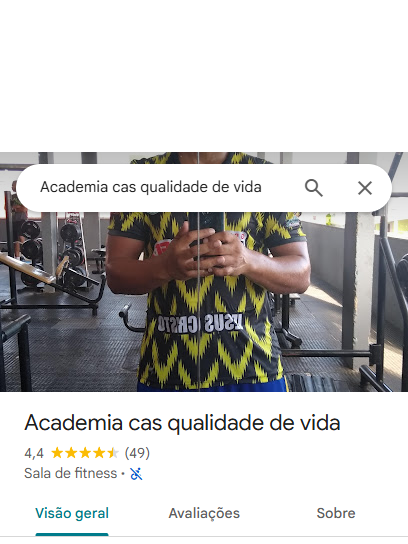 Academia cas qualidade de vida
JESUS CRISTO
Academia cas qualidade de vida
4,4 (49)
Sala de fitness ·
Visão geral Avaliações Sobre